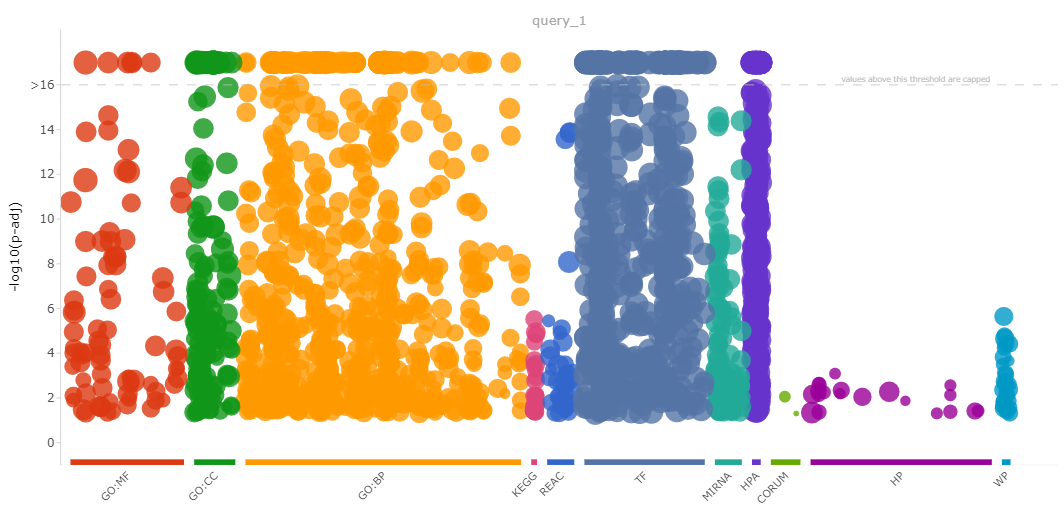 query_1
values above this threshold are capped
>16
14
12
10
8
6
4
2
0
-log10(p-adj)
GO:MF
GO:CC
GO:BP
KEGG
REAC
TF
MIRNA
HPA
CORUM
HP
WP